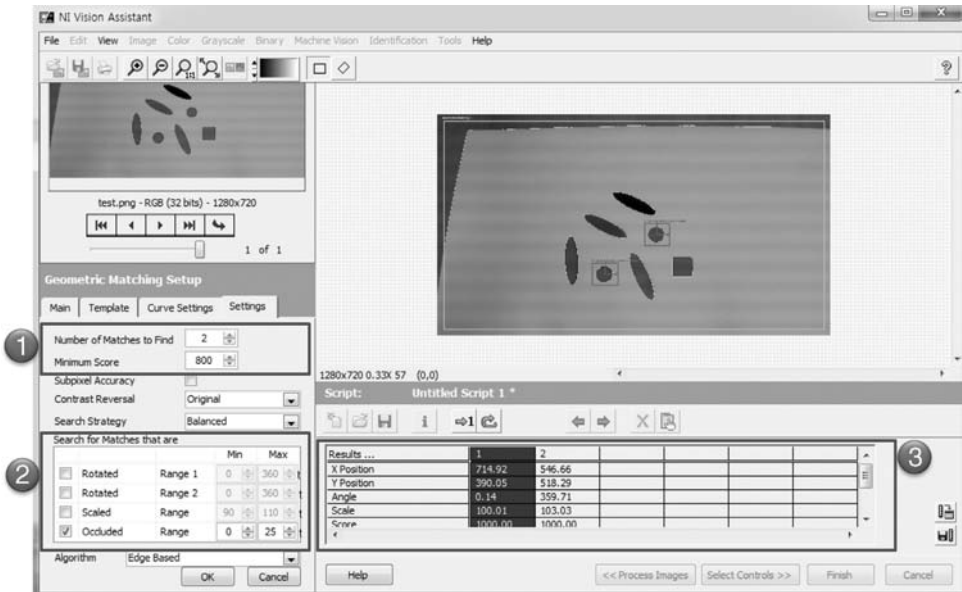 NI Vision Assistant
File Edit View Image Color Grayscale Binary Machine Vision Identification Tools Help
1:1
?
test.png - RGB (32 bits) - 1280x720
1 of 1
Geometric Matching Setup
Main Template Curve Settings Settings
1
Number of Matches to Find 2
Minimum Score 800
Subpixel Accuracy
Contrast Reversal Original
Search Strategy Balanced
2
Search for Matches that are
Min Max
Rotated Range 1 0 360
Rotated Range 2 0 360
Scaled Range 90 110
Occluded Range 0 25
Algorithm Edge Based
OK Cancel
1280x720 0.33X 57 (0,0)
Script: Untitled Script 1 *
i 1
3
Results ... 1 2
X Position 714.92 546.66
Y Position 390.05 518.29
Angle 0.14 359.71
Scale 100.01 103.03
Score 1000.00 1000.00
Help << Process Images Select Controls >> Finish Cancel